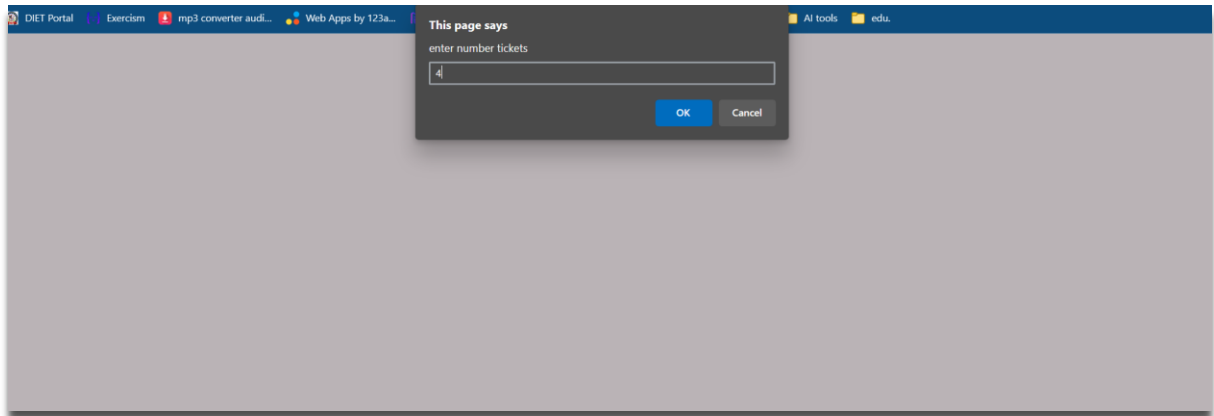 DIET Portal Exercism mp3 converter audi... Web Apps by 123a... AI tools edu.
This page says
enter number tickets
4
OK Cancel